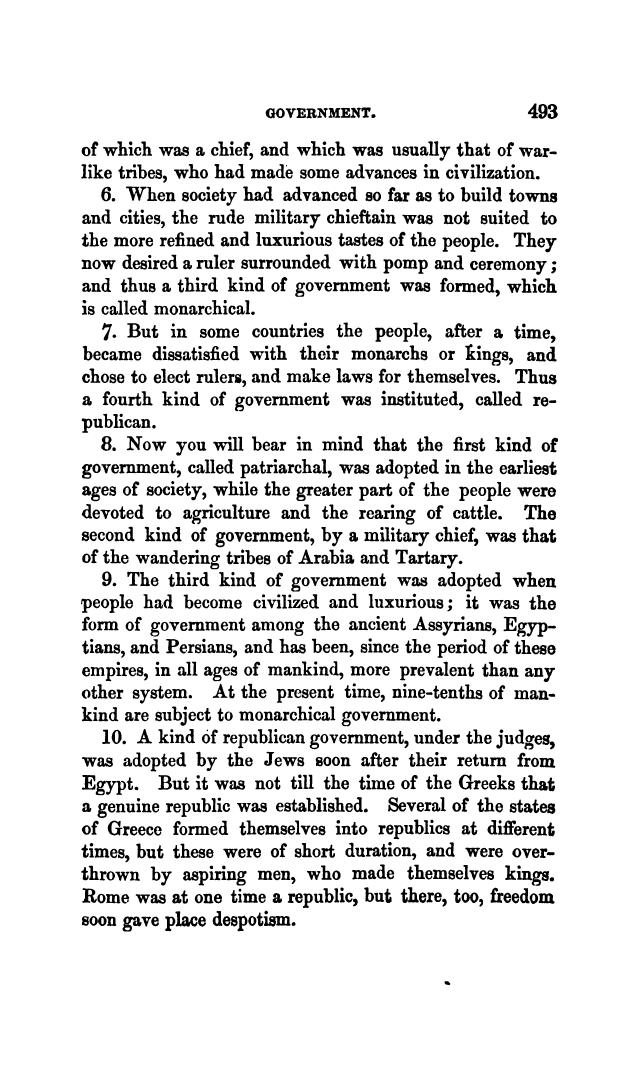 GOVERNMENT. 493
of which was a chief, and which was usually that of war-
like tribes, who had made some advances in civilization.
6. When society had advanced so far as to build towns
and cities, the rude military chieftain was not suited to
the more refined and luxurious tastes of the people. They
now desired a ruler surrounded with pomp and ceremony;
and thus a third kind of government was formed, which
is called monarchical.
7. But in some countries the people, after a time,
became dissatisfied with their monarchs or kings, and
chose to elect rulers, and make laws for themselves. Thus
a fourth kind of government was instituted, called re-
publican.
8. Now you will bear in mind that the first kind of
government, called patriarchal, was adopted in the earliest
ages of society, while the greater part of the people were
devoted to agriculture and the rearing of cattle. The
second kind of government, by a military chief, was that
of the wandering tribes of Arabia and Tartary.
9. The third kind of government was adopted when
people had become civilized and luxurious; it was the
form of government among the ancient Assyrians, Egyp-
tians, and Persians, and has been, since the period of these
empires, in all ages of mankind, more prevalent than any
other system. At the present time, nine-tenths of man-
kind are subject to monarchical government.
10. A kind of republican government, under the judges,
was adopted by the Jews soon after their return from
Egypt. But it was not till the time of the Greeks that
a genuine republic was established. Several of the states
of Greece formed themselves into republics at different
times, but these were of short duration, and were over-
thrown by aspiring men, who made themselves kings.
Rome was at one time a republic, but there, too, freedom
soon gave place despotism.